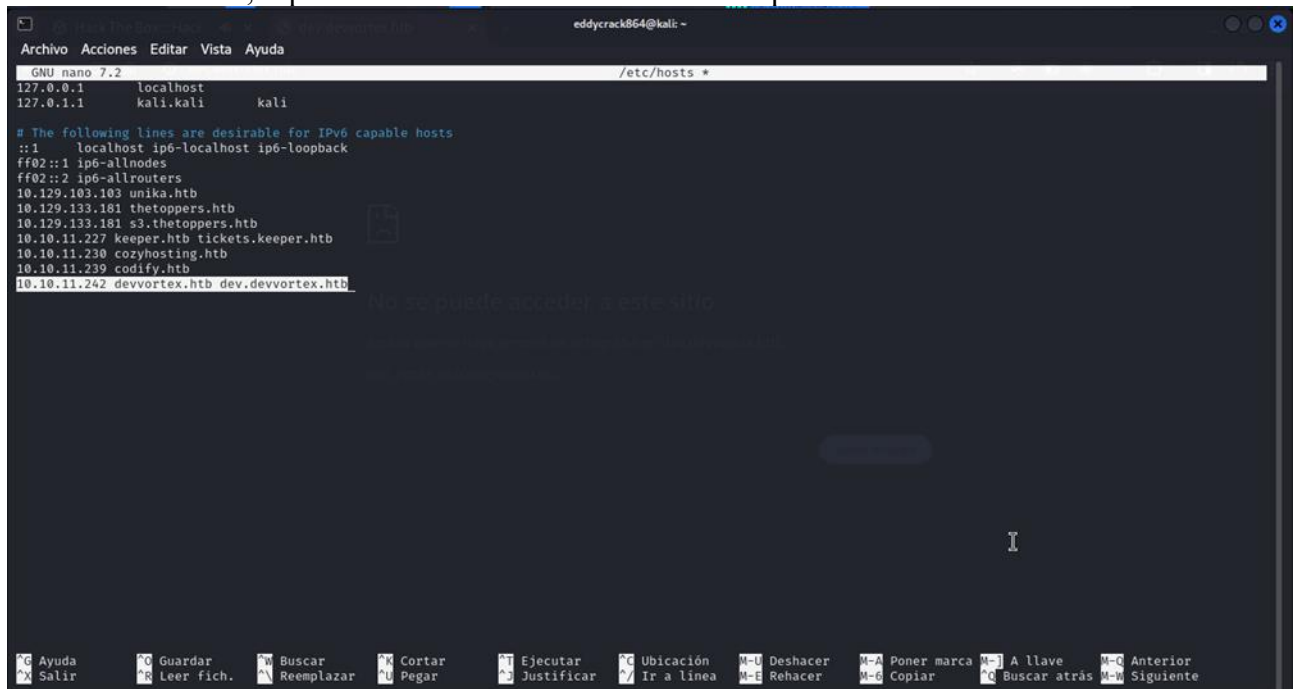 eddycrack864@kali: ~
Archivo Acciones Editar Vista Ayuda
GNU nano 7.2 /etc/hosts *
127.0.0.1 localhost
127.0.1.1 kali.kali kali
# The following lines are desirable for IPv6 capable hosts
::1 localhost ip6-localhost ip6-loopback
ff02::1 ip6-allnodes
ff02::2 ip6-allrouters
10.129.103.103 unika.htb
10.129.133.181 thetoppers.htb
10.129.133.181 s3.thetoppers.htb
10.10.11.227 keeper.htb tickets.keeper.htb
10.10.11.230 cozyhosting.htb
10.10.11.239 codify.htb
10.10.11.242 devvortex.htb dev.devvortex.htb
No se puede acceder a este sitio
^G Ayuda ^O Guardar ^W Buscar ^K Cortar ^T Ejecutar ^C Ubicación M-U Deshacer M-A Poner marca M-] A llave M-Q Anterior
^X Salir ^R Leer fich. ^\ Reemplazar ^U Pegar ^J Justificar ^/ Ir a línea M-E Rehacer M-6 Copiar ^Q Buscar atrás M-W Siguiente